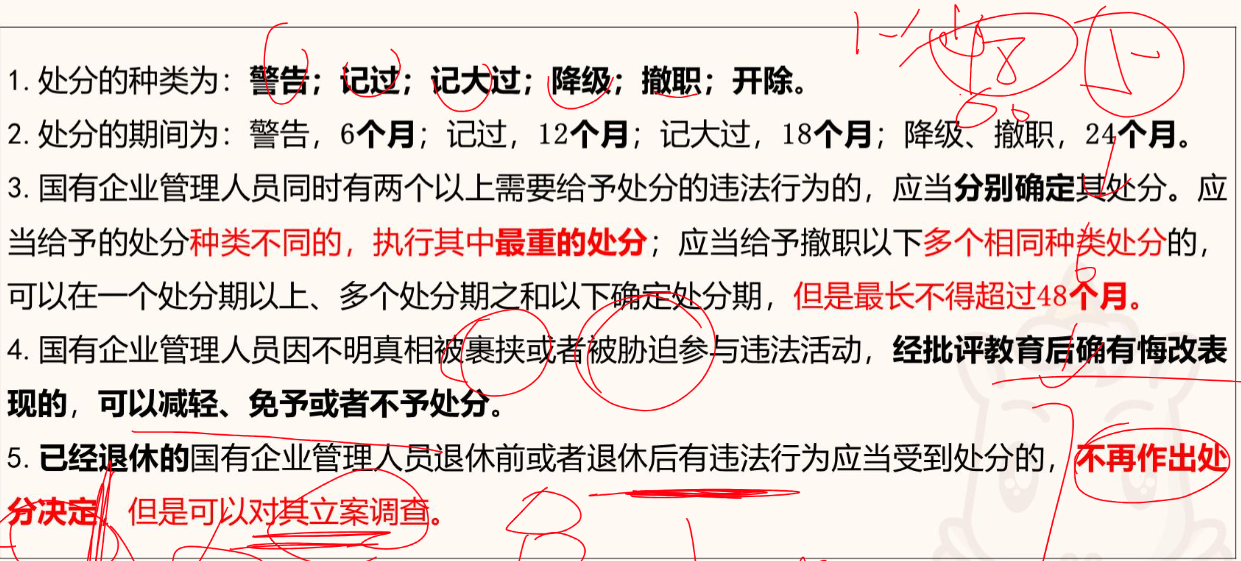 1. 处分的种类为：警告；记过；记大过；降级；撤职；开除。
2. 处分的期间为：警告，6个月；记过，12个月；记大过，18个月；降级、撤职，24个月。
3. 国有企业管理人员同时有两个以上需要给予处分的违法行为的，应当分别确定其处分。应
当给予的处分种类不同的，执行其中最重的处分；应当给予撤职以下多个相同种类处分的，
可以在一个处分期以上、多个处分期之和以下确定处分期，但是最长不得超过48个月。
4. 国有企业管理人员因不明真相被裹挟或者被胁迫参与违法活动，经批评教育后确有悔改表
现的，可以减轻、免予或者不予处分。
5. 已经退休的国有企业管理人员退休前或者退休后有违法行为应当受到处分的，不再作出处
分决定，但是可以对其立案调查。